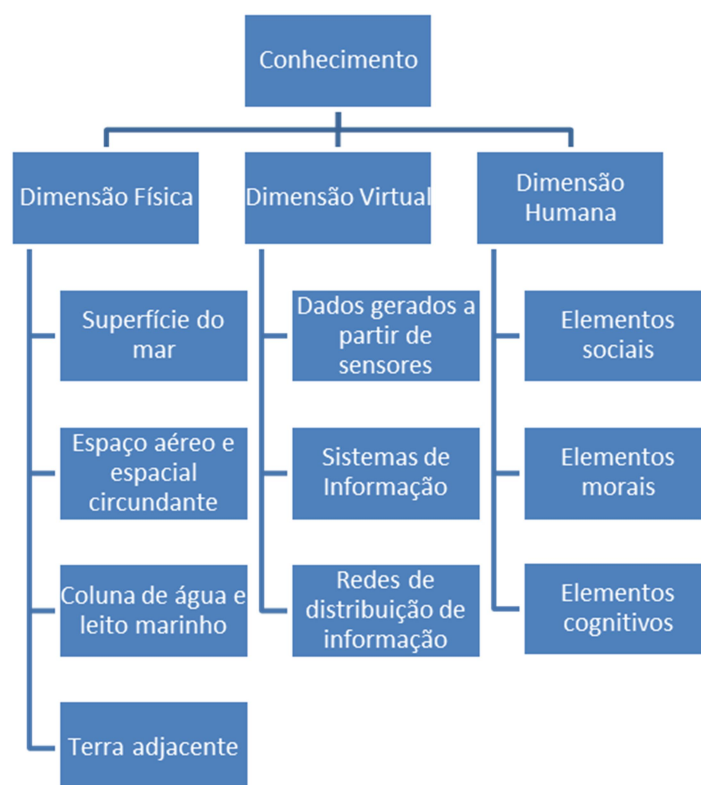 Conhecimento
Dimensão Física
Dimensão Virtual
Dimensão
Humana
Superfície do
mar
Espaço aéreo e
espacial
circundante
Coluna de água e
leito marinho
Terra adjacente
Dados gerados a
partir de
sensores
Sistemas de
Informação
Redes de
distribuição de
informação
Elementos
sociais
Elementos
morais
Elementos
cognitivos